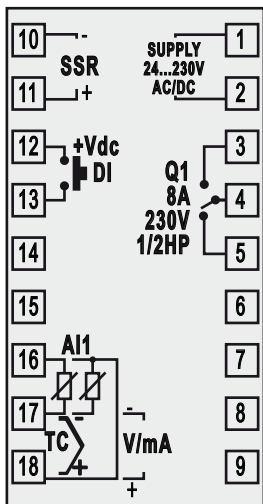 10 - 1
SSR SUPPLY
24...230V
11 + AC/DC 2
12 +Vdc 3
DI Q1
13 8A 4
230V
14 1/2HP 5
15 6
16 AI1 7
17 - - 8
TC V/mA
18 + 9
+